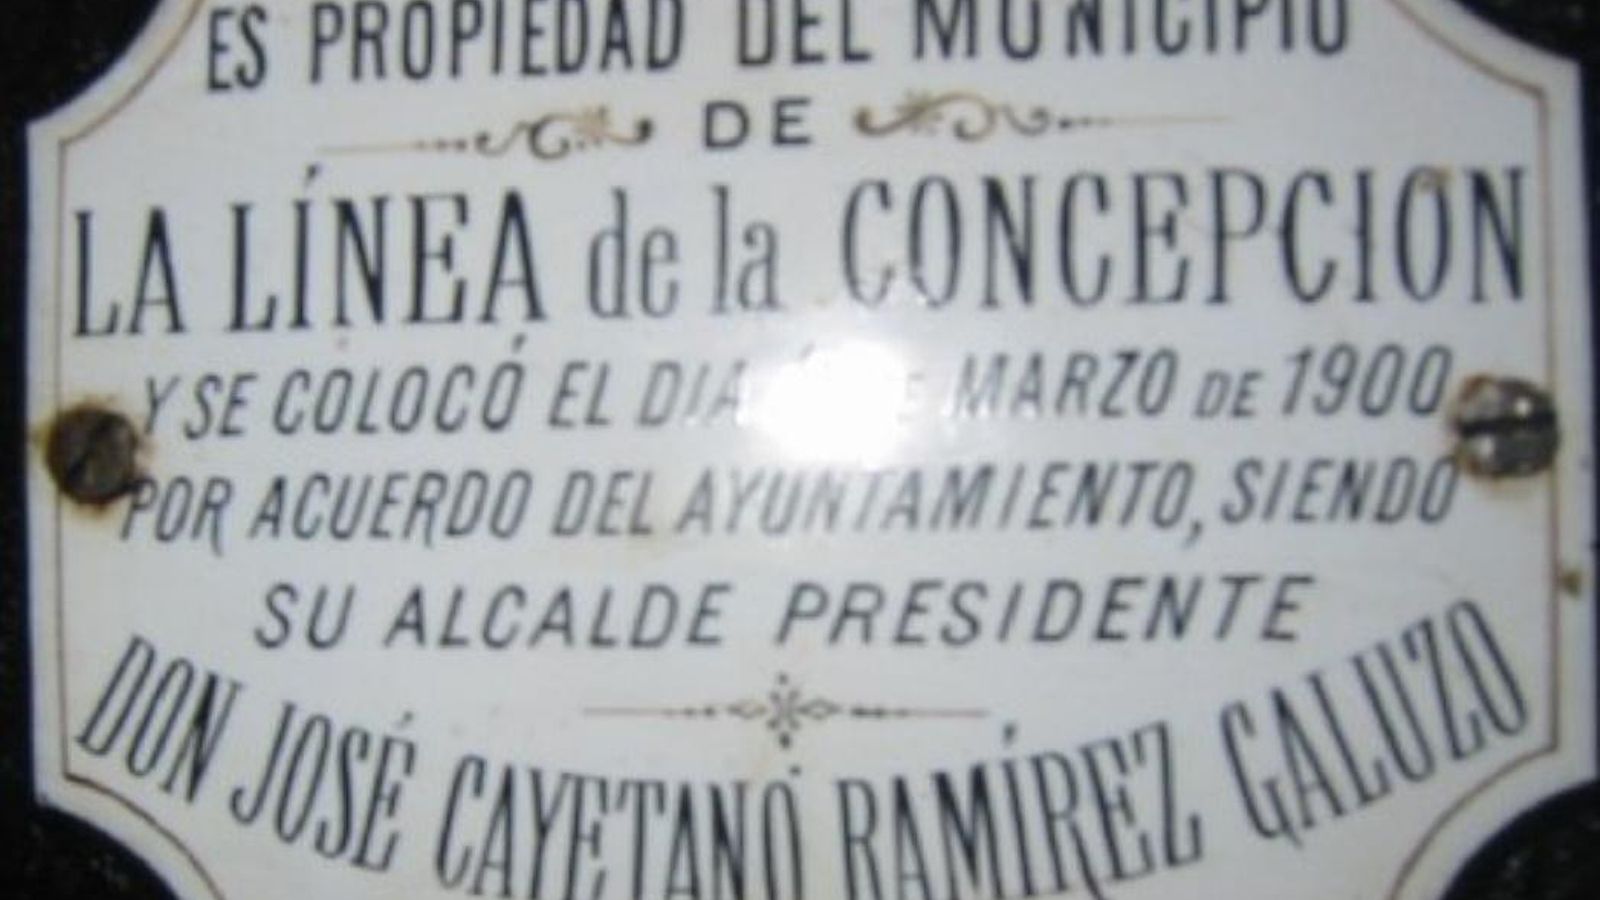 ES PROPIEDAD DEL MUNICIPIO
DE
LA LÍNEA de la CONCEPCION
Y SE COLOCÓ EL DIA DE MARZO DE 1900
POR ACUERDO DEL AYUNTAMIENTO, SIENDO
SU ALCALDE PRESIDENTE
DON JOSÉ CAYETANO RAMÍREZ GALUZO